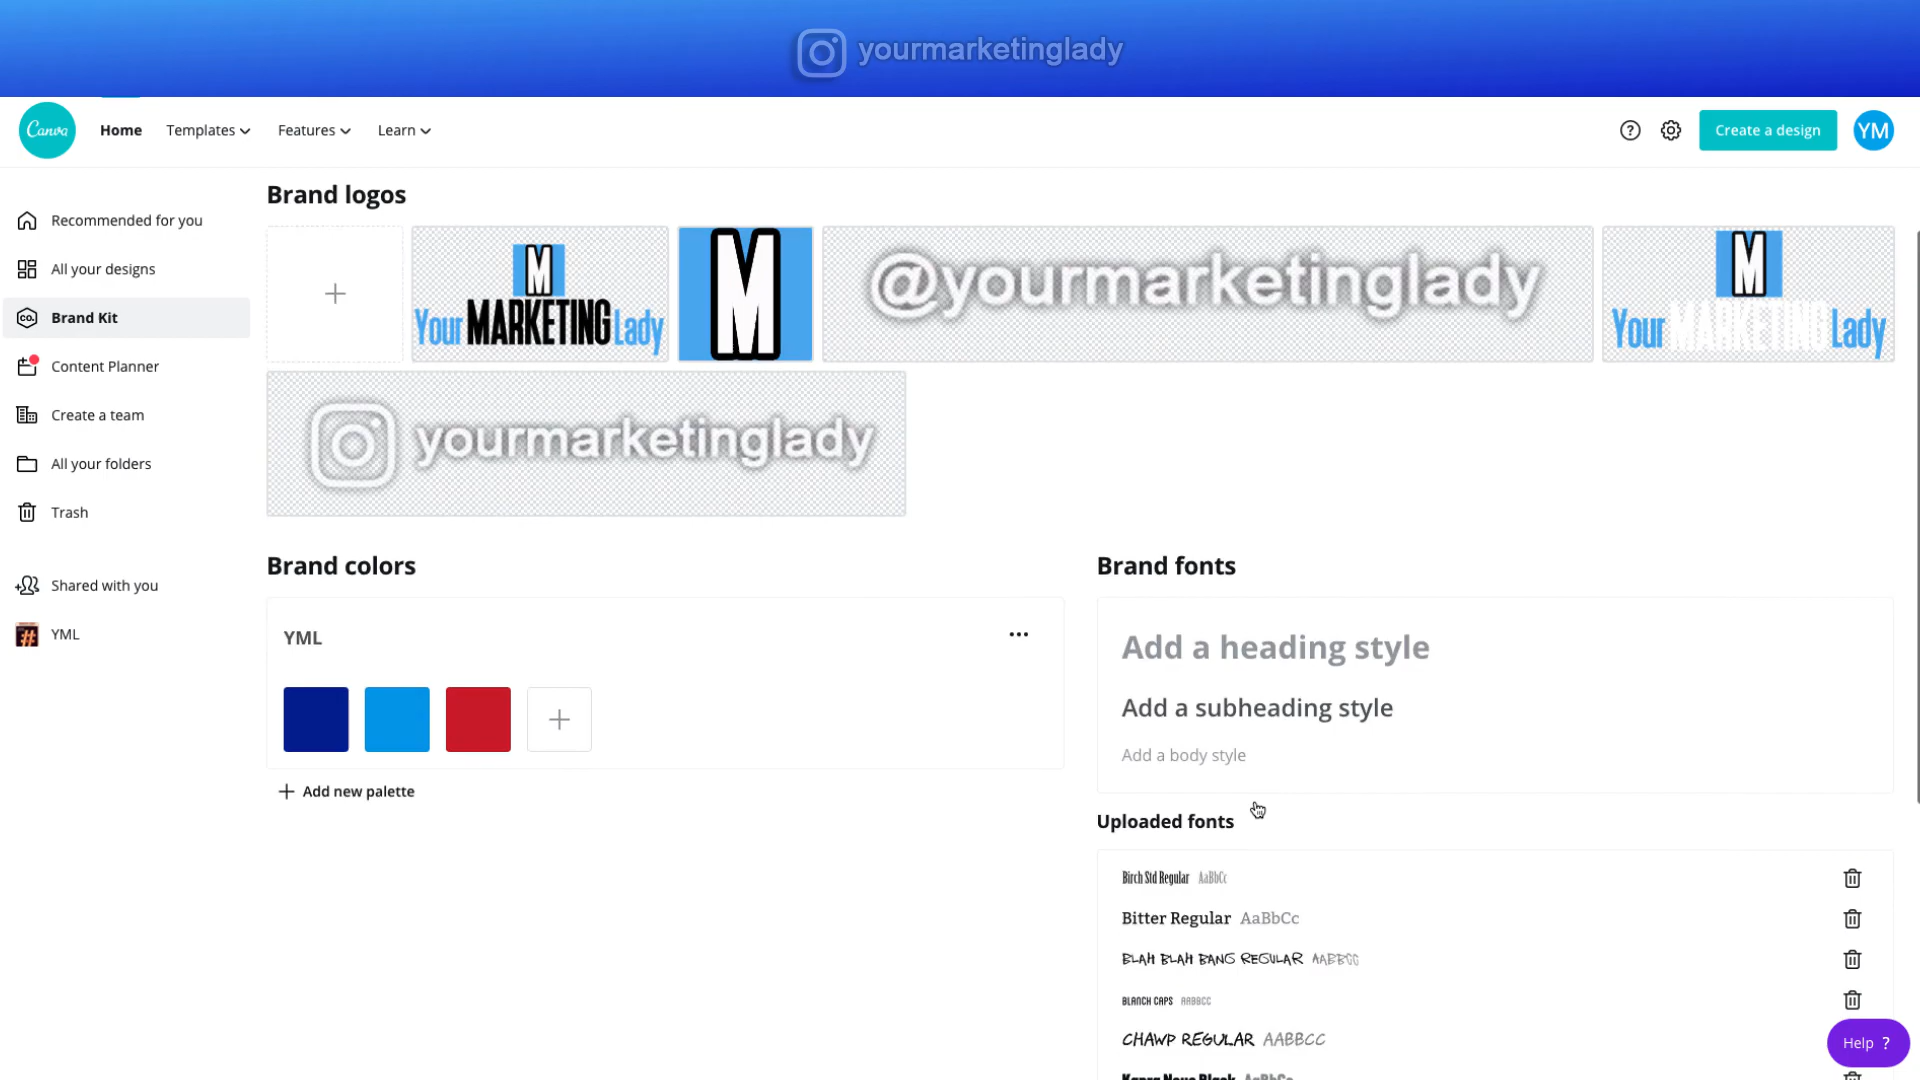 yourmarketinglady
Canva
Home
Templates
Features
Learn
Create a design
YM
Recommended for you
All your designs
CO. Brand Kit
Content Planner
Create a team
All your folders
Trash
Shared with you
# YML
Brand logos
M
Your MARKETING Lady
M
@yourmarketinglady
M
Your MARKETING Lady
yourmarketinglady
Brand colors
YML
Add new palette
Brand fonts
Add a heading style
Add a subheading style
Add a body style
Uploaded fonts
Birch Std Regular AaBbCc
Bitter Regular AaBbCc
BLAH BLAH BANG REGULAR AABBCC
BLANCH CAPS AABBCC
CHAWP REGULAR AABBCC
Help ?